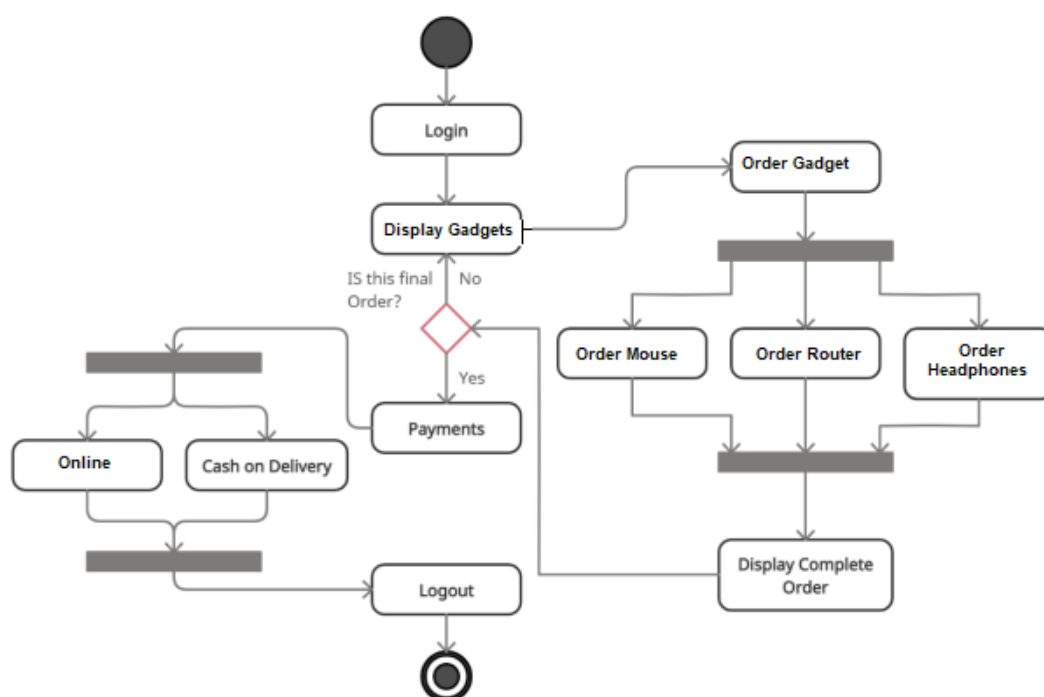 Login
Order Gadget
Display Gadgets
IS this final
Order?
No
Order Mouse
Order Router
Order
Headphones
Yes
Payments
Online
Cash on Delivery
Display Complete
Order
Logout